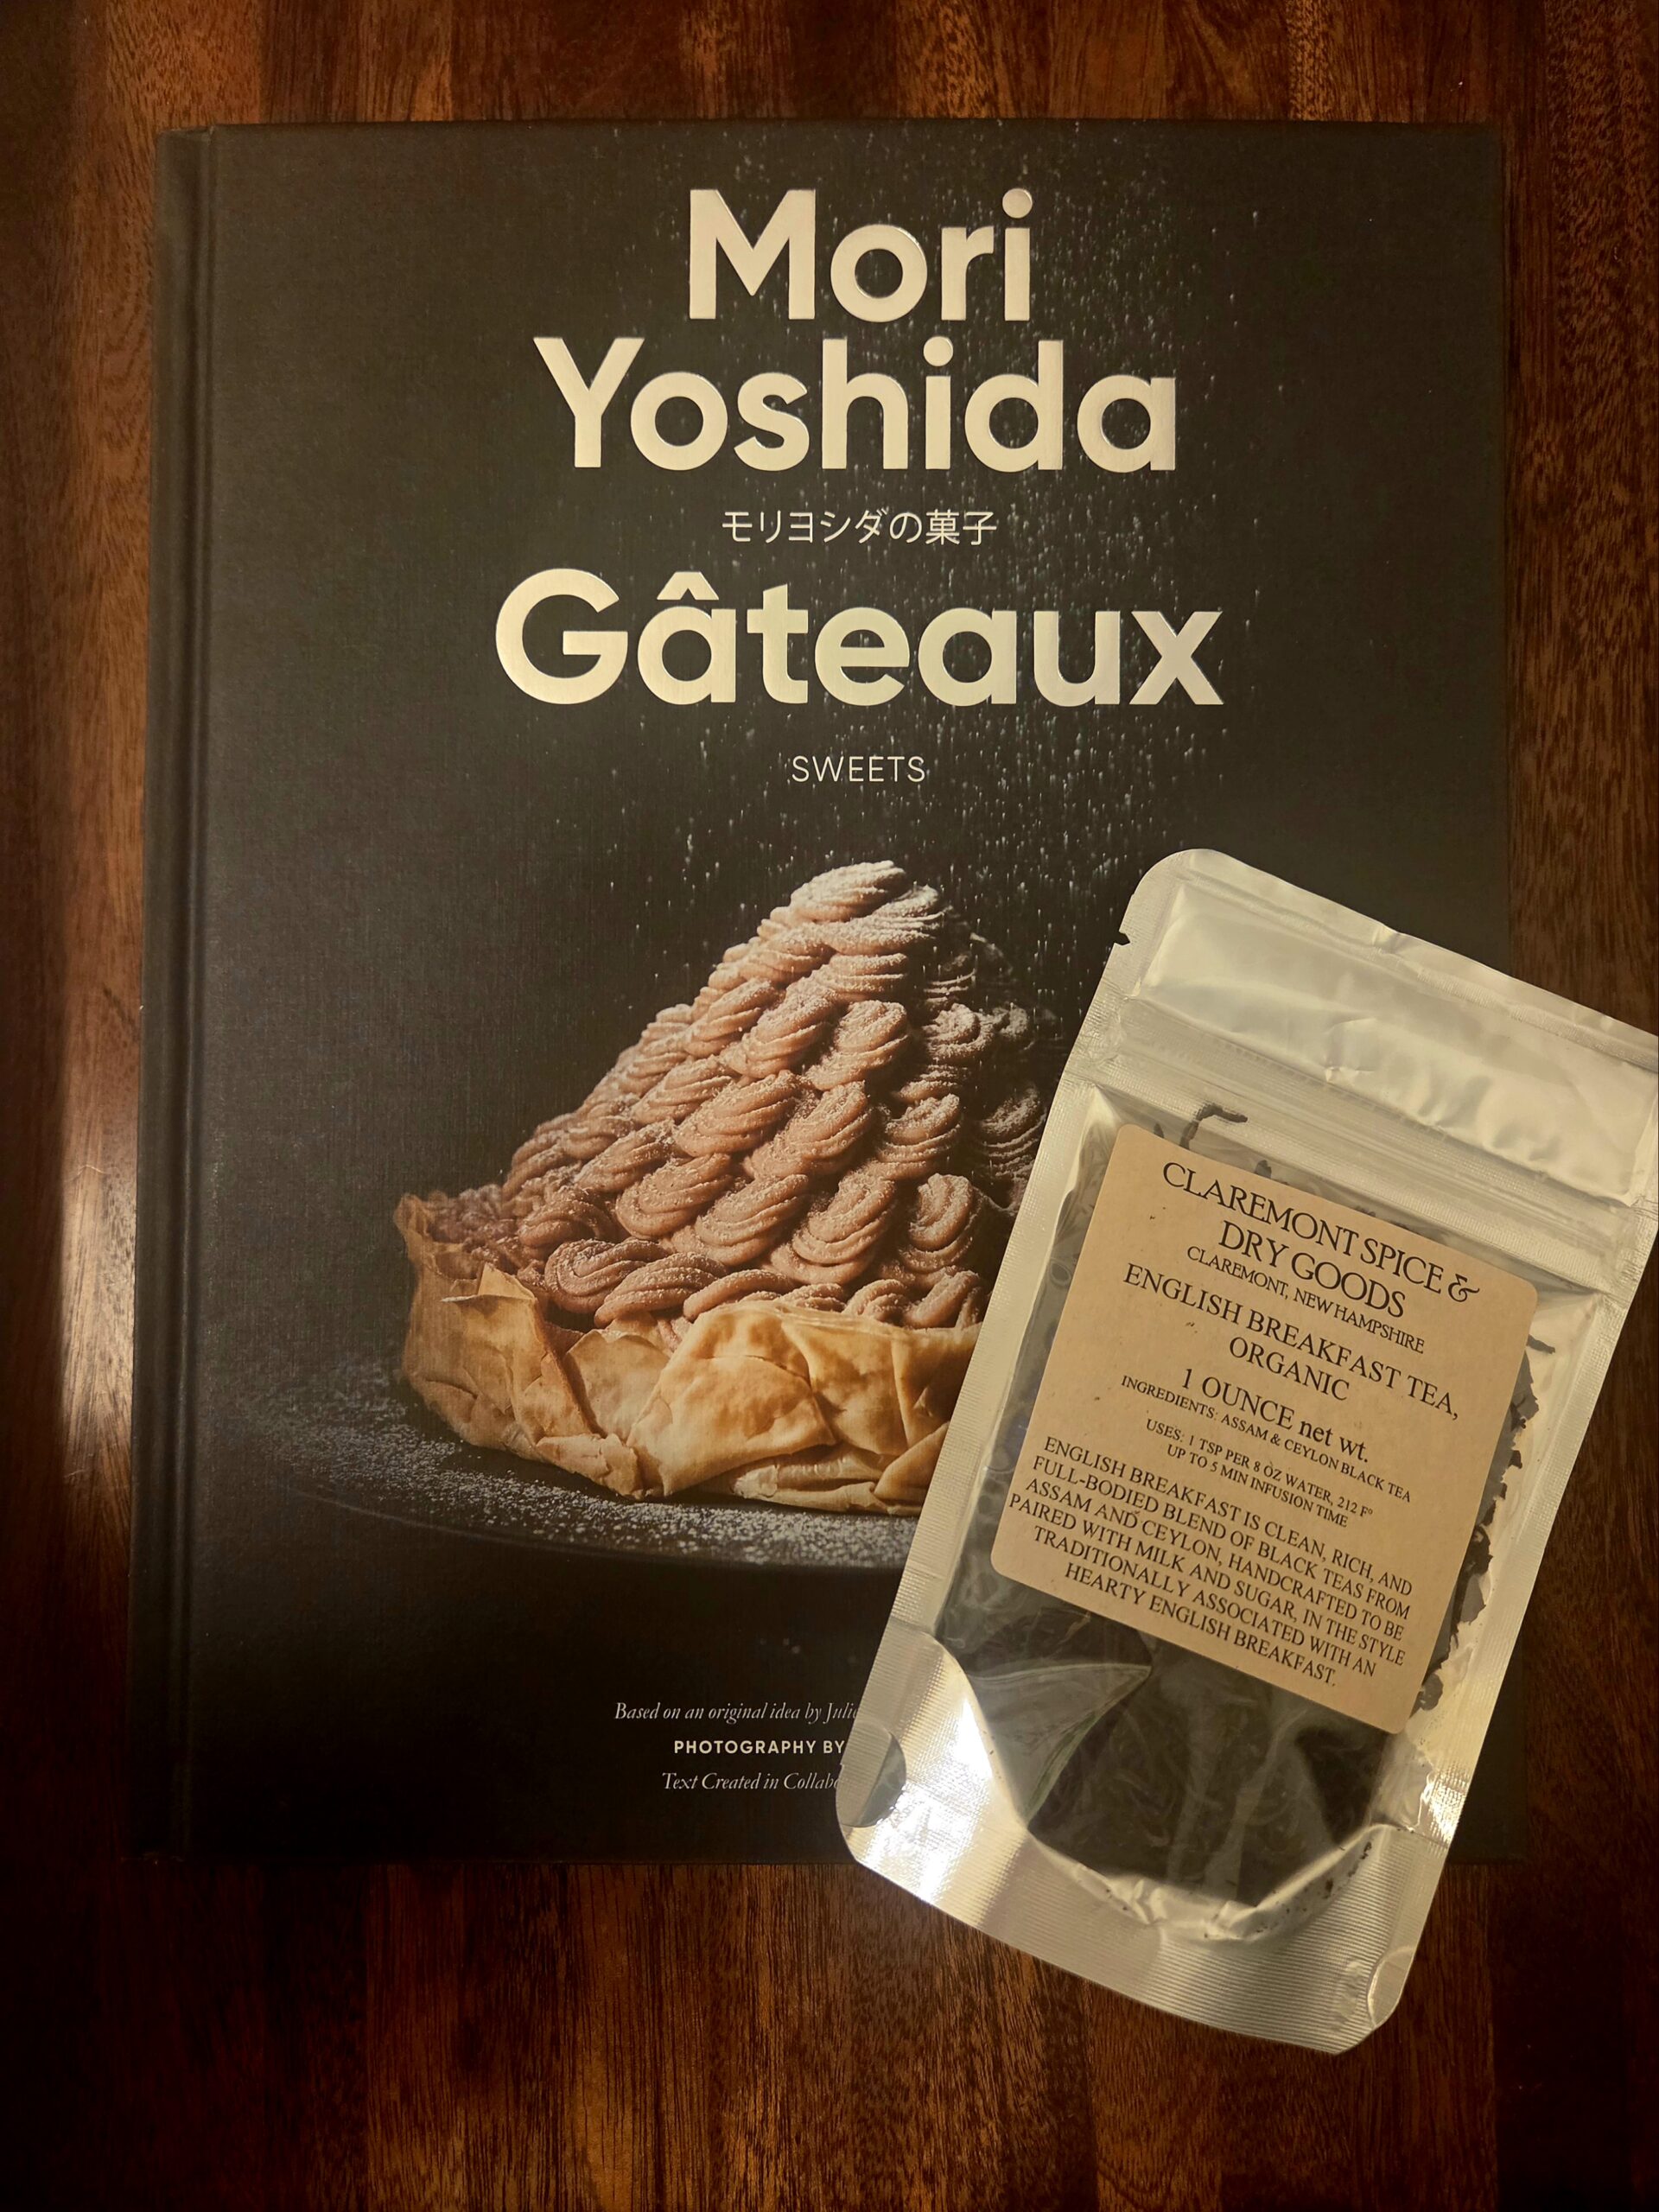 Mori
Yoshida
モリヨシダの菓子
Gâteaux
SWEETS
Based on an original idea by
PHOTOGRAPHY BY
Text Created in
CLAREMONT SPICE &
DRY GOODS
CLAREMONT, NEW HAMPSHIRE
ENGLISH BREAKFAST TEA,
ORGANIC
1 OUNCE net wt.
INGREDIENTS: ASSAM & CEYLON BLACK TEA
USES: 1 TSP PER 8 OZ WATER, 212 F°
UP TO 5 MIN INFUSION TIME
ENGLISH BREAKFAST IS CLEAN, RICH, AND
FULL-BODIED BLEND OF BLACK TEAS FROM
ASSAM AND CEYLON, HANDCRAFTED TO BE
PAIRED WITH MILK AND SUGAR, IN THE STYLE
TRADITIONALLY ASSOCIATED WITH AN
HEARTY ENGLISH BREAKFAST.